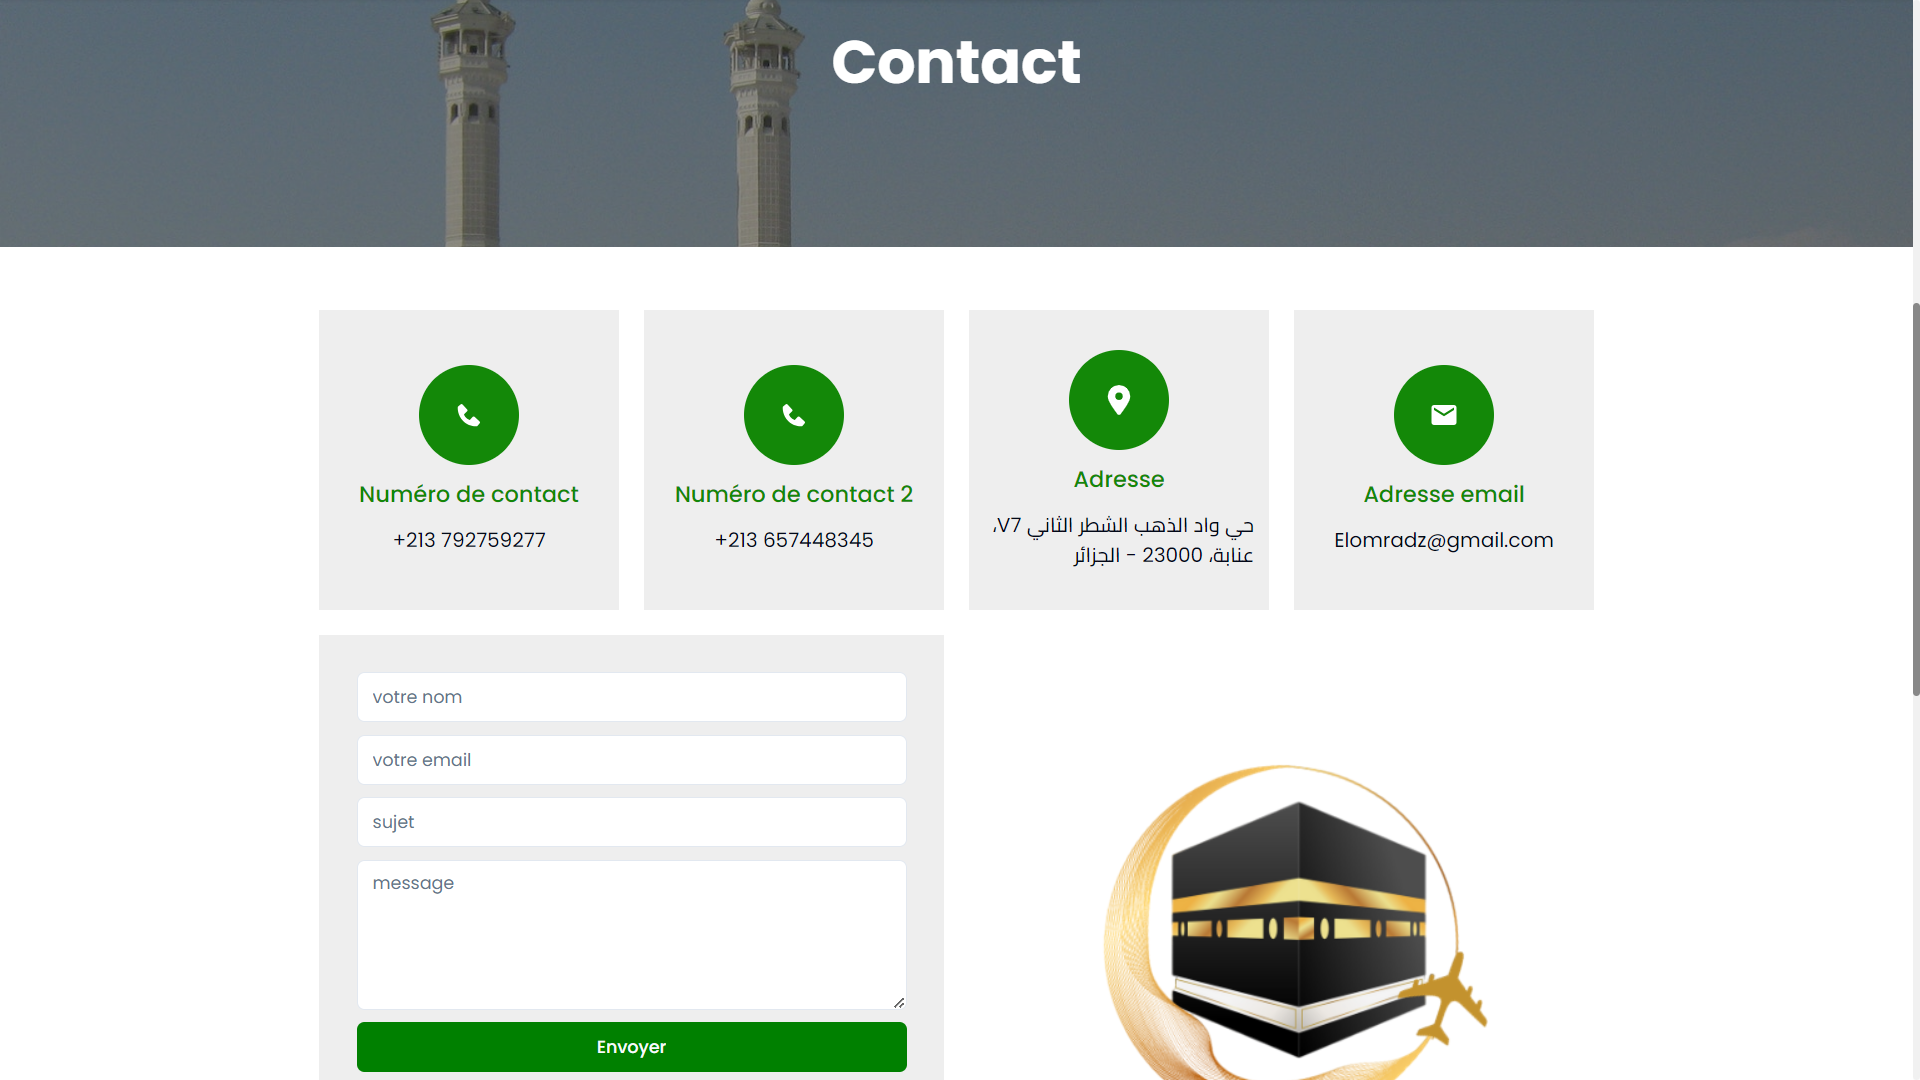 Contact
Numéro de contact
+213 792759277
Numéro de contact 2
+213 657448345
Adresse
حي واد الذهب الشطر الثاني V7،
عنابة، 23000 - الجزائر
Adresse email
Elomradz@gmail.com
votre nom
votre email
sujet
message
Envoyer